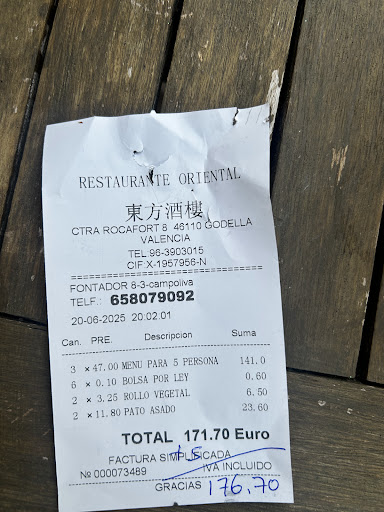 RESTAURANTE ORIENTAL
東方酒樓
CTRA ROCAFORT 8 46110 GODELLA
VALENCIA
TEL:96-3903015
CIF:X-1957956-N
FONTADOR 8-3-campoliva
TELF.: 658079092
20-06-2025 20:02:01
Can. PRE. Descripcion Suma
3 × 47.00 MENU PARA 5 PERSONA 141.0
6 × 0.10 BOLSA POR LEY 0.60
2 × 3.25 ROLLO VEGETAL 6.50
2 × 11.80 PATO ASADO 23.60
TOTAL 171.70 Euro
FACTURA SIMPLIFICADA
+5
Nº 000073489 IVA INCLUIDO
GRACIAS 176,70